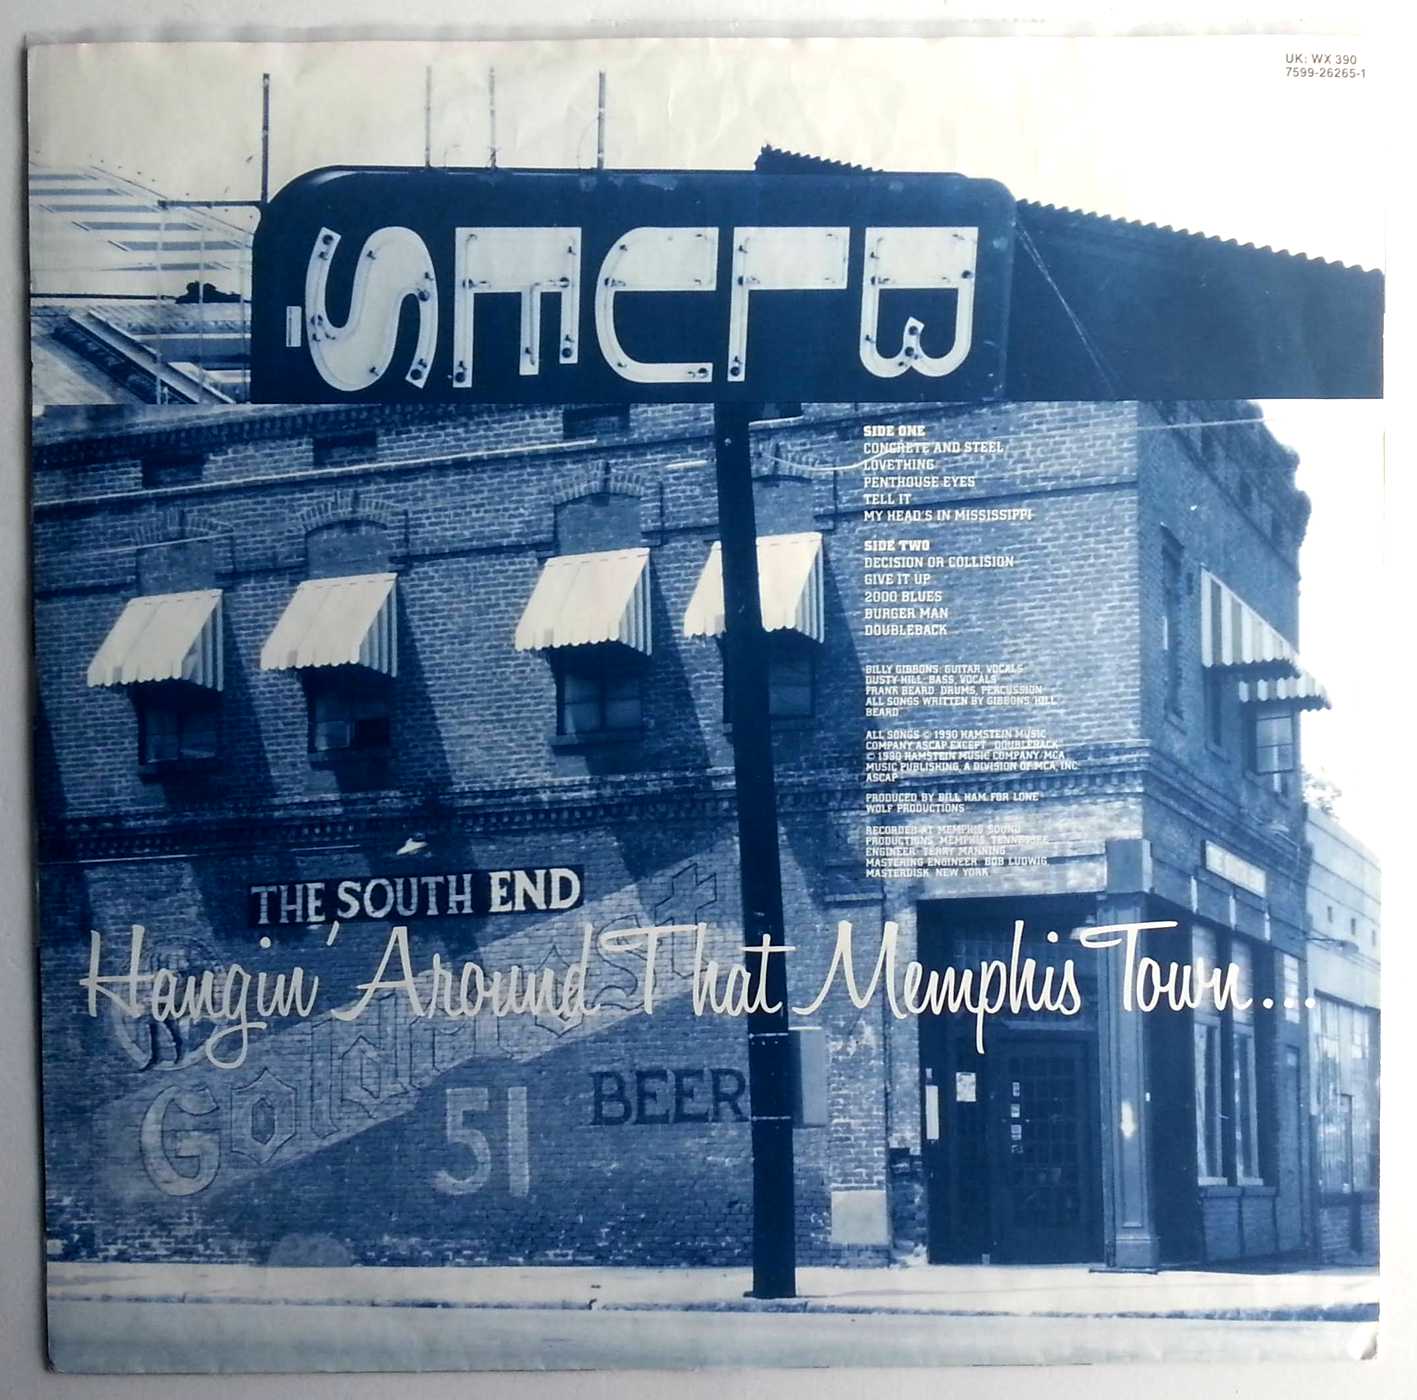 UK: WX 390
7599-26265-1
BLUES
SIDE ONE
CONCRETE AND STEEL
LOVETHING
PENTHOUSE EYES
TELL IT
MY HEAD'S IN MISSISSIPPI
SIDE TWO
DECISION OR COLLISION
GIVE IT UP
2000 BLUES
BURGER MAN
DOUBLEBACK
BILLY GIBBONS: GUITAR, VOCALS
DUSTY HILL: BASS, VOCALS
FRANK BEARD: DRUMS, PERCUSSION
ALL SONGS WRITTEN BY GIBBONS/HILL/
BEARD
ALL SONGS © 1990 HAMSTEIN MUSIC
COMPANY ASCAP EXCEPT "DOUBLEBACK"
© 1990 HAMSTEIN MUSIC COMPANY/MCA
MUSIC PUBLISHING, A DIVISION OF MCA, INC.
ASCAP
PRODUCED BY BILL HAM FOR LONE
WOLF PRODUCTIONS
RECORDED AT MEMPHIS SOUND
PRODUCTIONS, MEMPHIS, TENNESSEE
ENGINEER: TERRY MANNING
MASTERING ENGINEER: BOB LUDWIG
MASTERDISK, NEW YORK
THE SOUTH END
Hangin' Around That Memphis Town...
Goldcrest
51
BEER